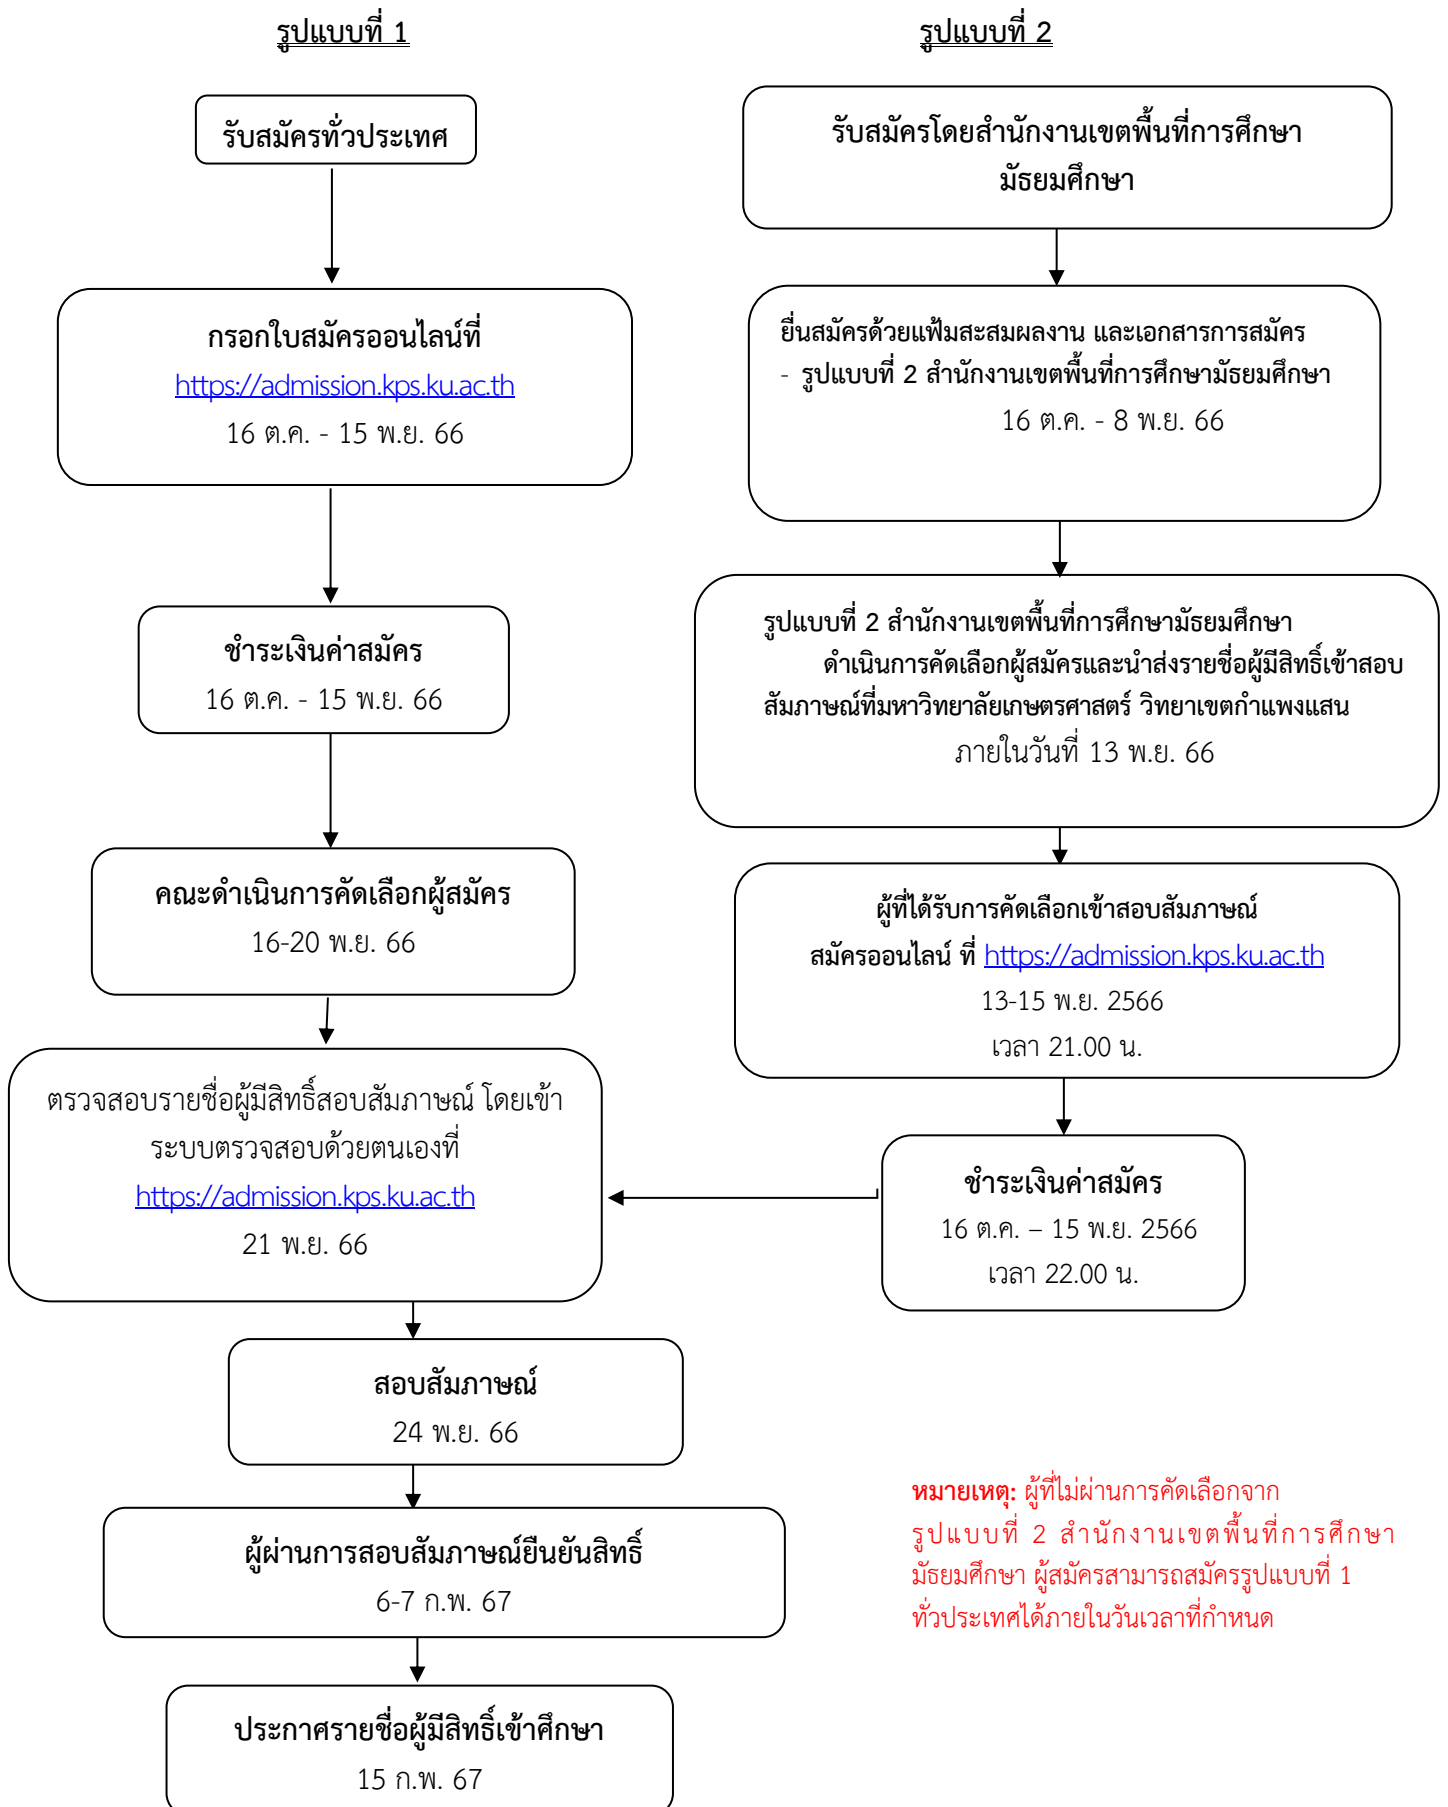 รูปแบบที่ 1
รูปแบบที่ 2
รับสมัครทั่วประเทศ
กรอกใบสมัครออนไลน์ที่
https://admission.kps.ku.ac.th
16 ต.ค. - 15 พ.ย. 66
ชำระเงินค่าสมัคร
16 ต.ค. - 15 พ.ย. 66
คณะดำเนินการคัดเลือกผู้สมัคร
16-20 พ.ย. 66
รับสมัครโดยสำนักงานเขตพื้นที่การศึกษา
มัธยมศึกษา
ยื่นสมัครด้วยแฟ้มสะสมผลงาน และเอกสารการสมัคร
- รูปแบบที่ 2 สำนักงานเขตพื้นที่การศึกษามัธยมศึกษา
16 ต.ค. - 8 พ.ย. 66
รูปแบบที่ 2 สำนักงานเขตพื้นที่การศึกษามัธยมศึกษา
ดำเนินการคัดเลือกผู้สมัครและนำส่งรายชื่อผู้มีสิทธิ์เข้าสอบ
สัมภาษณ์ที่มหาวิทยาลัยเกษตรศาสตร์ วิทยาเขตกำแพงแสน
ภายในวันที่ 13 พ.ย. 66
ผู้ที่ได้รับการคัดเลือกเข้าสอบสัมภาษณ์
สมัครออนไลน์ ที่ https://admission.kps.ku.ac.th
13-15 พ.ย. 2566
เวลา 21.00 น.
ชำระเงินค่าสมัคร
16 ต.ค. – 15 พ.ย. 2566
เวลา 22.00 น.
ตรวจสอบรายชื่อผู้มีสิทธิ์สอบสัมภาษณ์ โดยเข้า
ระบบตรวจสอบด้วยตนเองที่
https://admission.kps.ku.ac.th
21 พ.ย. 66
สอบสัมภาษณ์
24 พ.ย. 66
ผู้ผ่านการสอบสัมภาษณ์ยืนยันสิทธิ์
6-7 ก.พ. 67
ประกาศรายชื่อผู้มีสิทธิ์เข้าศึกษา
15 ก.พ. 67
หมายเหตุ: ผู้ที่ไม่ผ่านการคัดเลือกจาก
รูปแบบที่ 2 สำนักงานเขตพื้นที่การศึกษา
มัธยมศึกษา ผู้สมัครสามารถสมัครรูปแบบที่ 1
ทั่วประเทศได้ภายในวันเวลาที่กำหนด